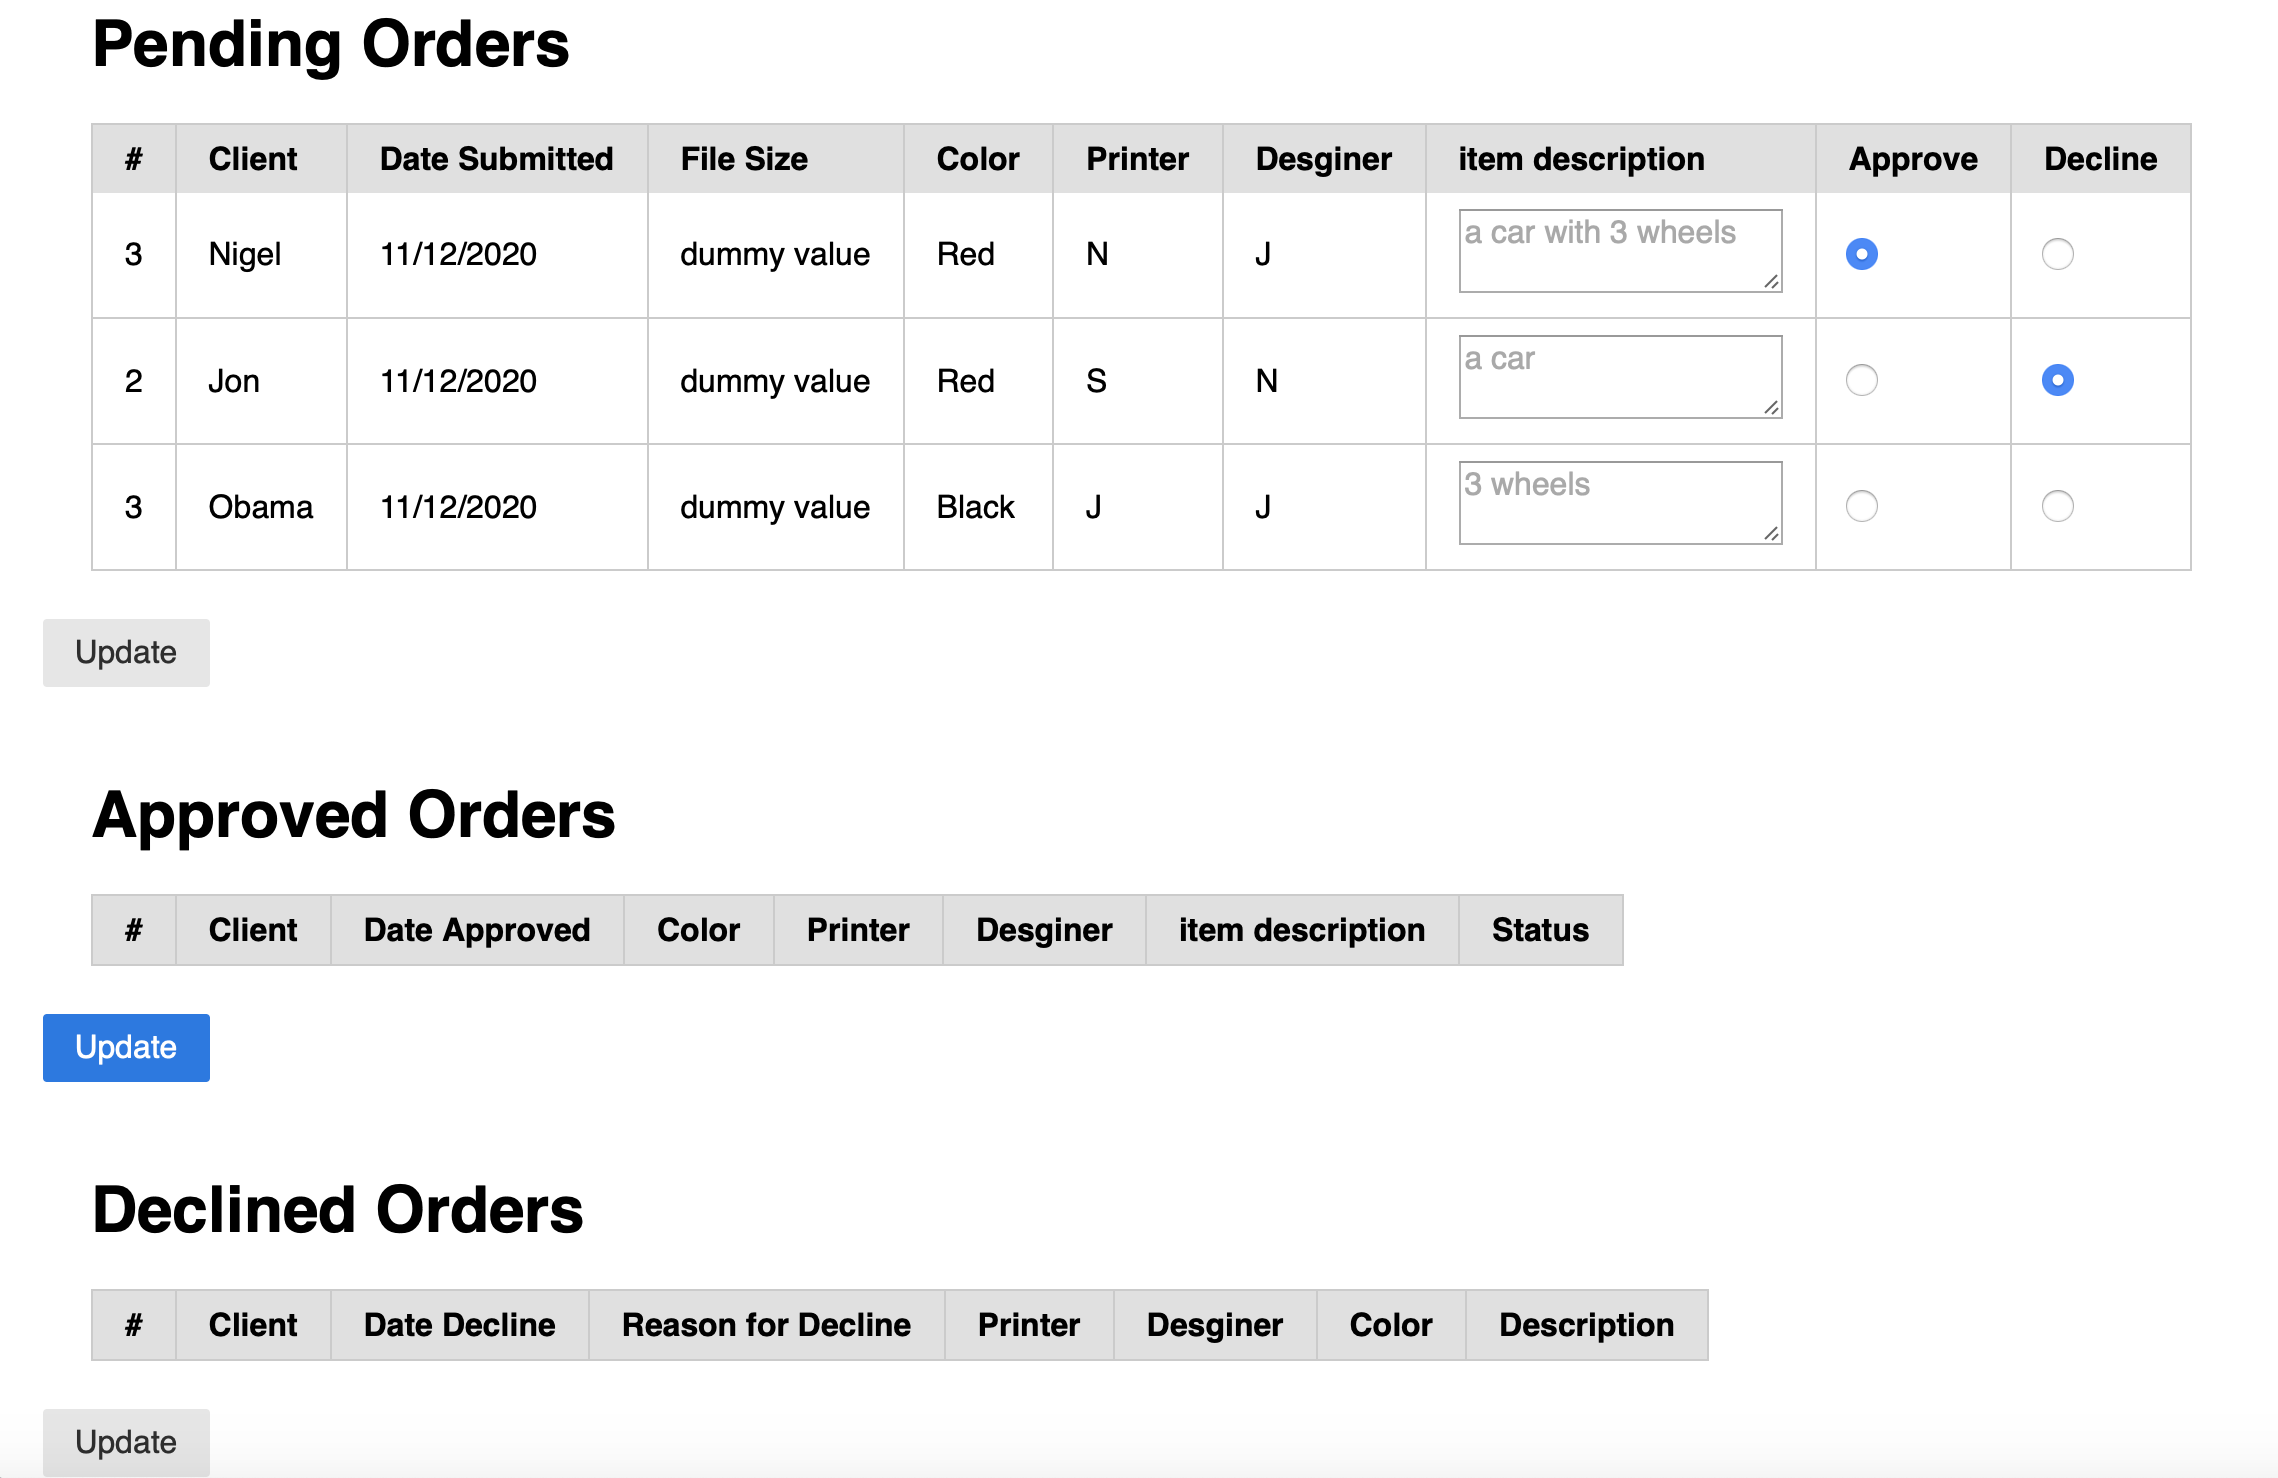 Pending Orders
# Client Date Submitted File Size Color Printer Desginer item description Approve Decline
3 Nigel 11/12/2020 dummy value Red N J a car with 3 wheels
2 Jon 11/12/2020 dummy value Red S N a car
3 Obama 11/12/2020 dummy value Black J J 3 wheels
Update
Approved Orders
# Client Date Approved Color Printer Desginer item description Status
Update
Declined Orders
# Client Date Decline Reason for Decline Printer Desginer Color Description
Update